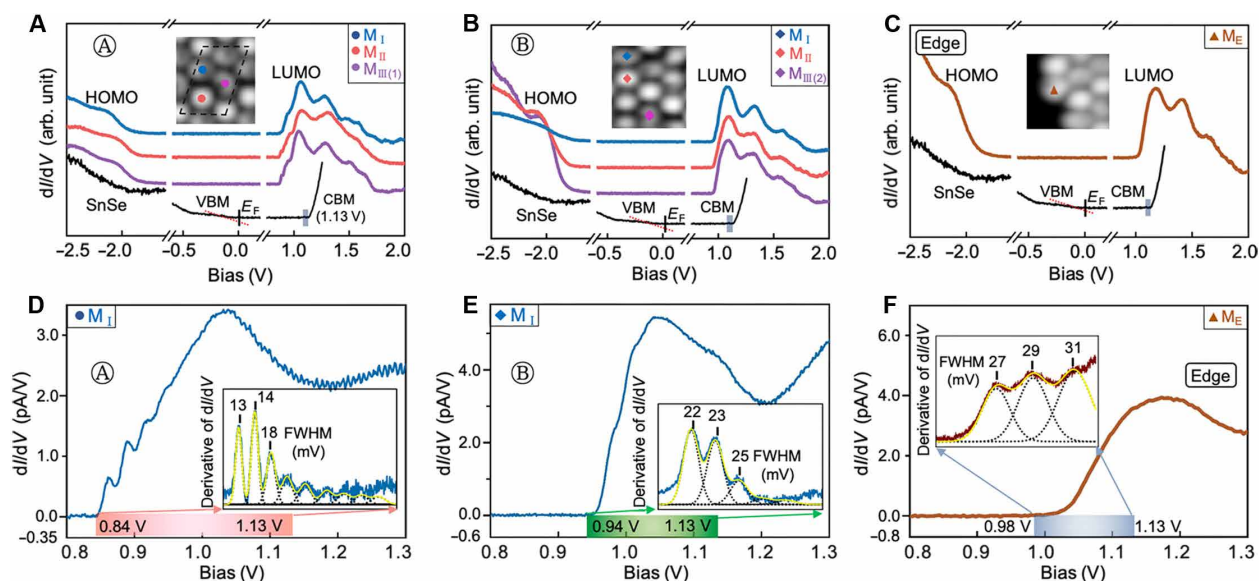 A
Ⓐ
M I
M II
M III(1)
HOMO
LUMO
SnSe
VBM
E F
CBM
(1.13 V)
dI/dV (arb. unit)
−2.5 −2.0 −0.5 0.0 1.0 1.5 2.0
Bias (V)
B
Ⓑ
M I
M II
M III(2)
HOMO
LUMO
SnSe
VBM
E F
CBM
dI/dV (arb. unit)
−2.5 −2.0 −0.5 0.0 1.0 1.5 2.0
Bias (V)
C
Edge
M E
HOMO
LUMO
SnSe
VBM
E F
CBM
dI/dV (arb. unit)
−2.5 −2.0 −0.5 0.0 1.0 1.5 2.0
Bias (V)
D
M I
Ⓐ
3.0
2.0
1.0
0.0
−0.35
dI/dV (pA/V)
Derivative of dI/dV
13
14
18 FWHM
(mV)
0.84 V 1.13 V
0.8 0.9 1.0 1.1 1.2 1.3
Bias (V)
E
M I
Ⓑ
4.0
2.0
0.0
−0.6
dI/dV (pA/V)
Derivative of dI/dV
22 23
25 FWHM
(mV)
0.94 V 1.13 V
0.8 0.9 1.0 1.1 1.2 1.3
Bias (V)
F
M E
6.0
4.0
2.0
0.0
−0.8
dI/dV (pA/V)
Derivative of dI/dV
FWHM
(mV)
27 29 31
Edge
0.98 V 1.13 V
0.8 0.9 1.0 1.1 1.2 1.3
Bias (V)